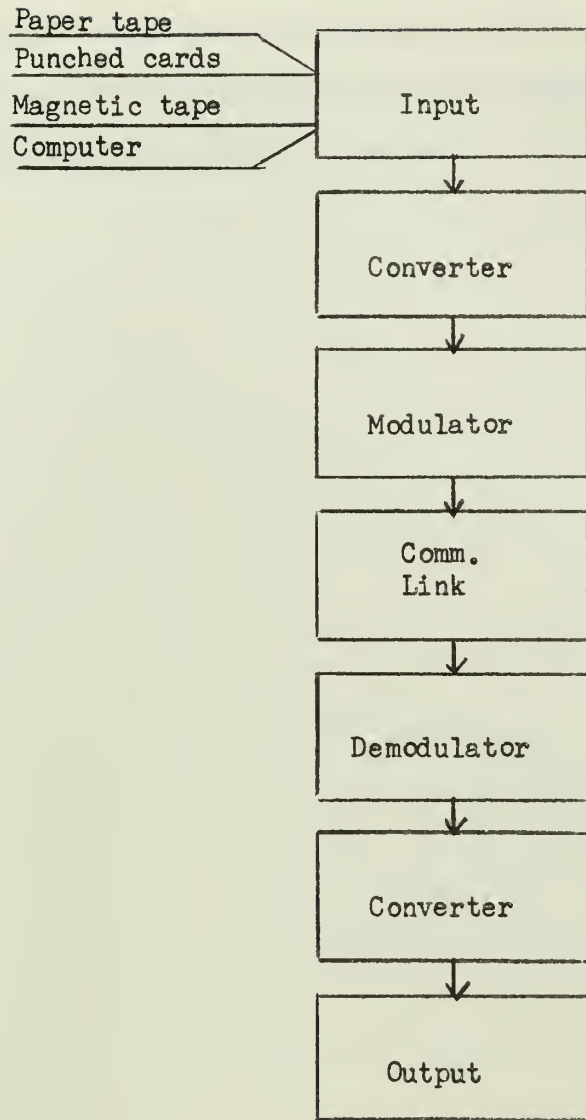 Paper tape
Punched cards
Magnetic tape
Computer
Input
Converter
Modulator
Comm.
Link
Demodulator
Converter
Output